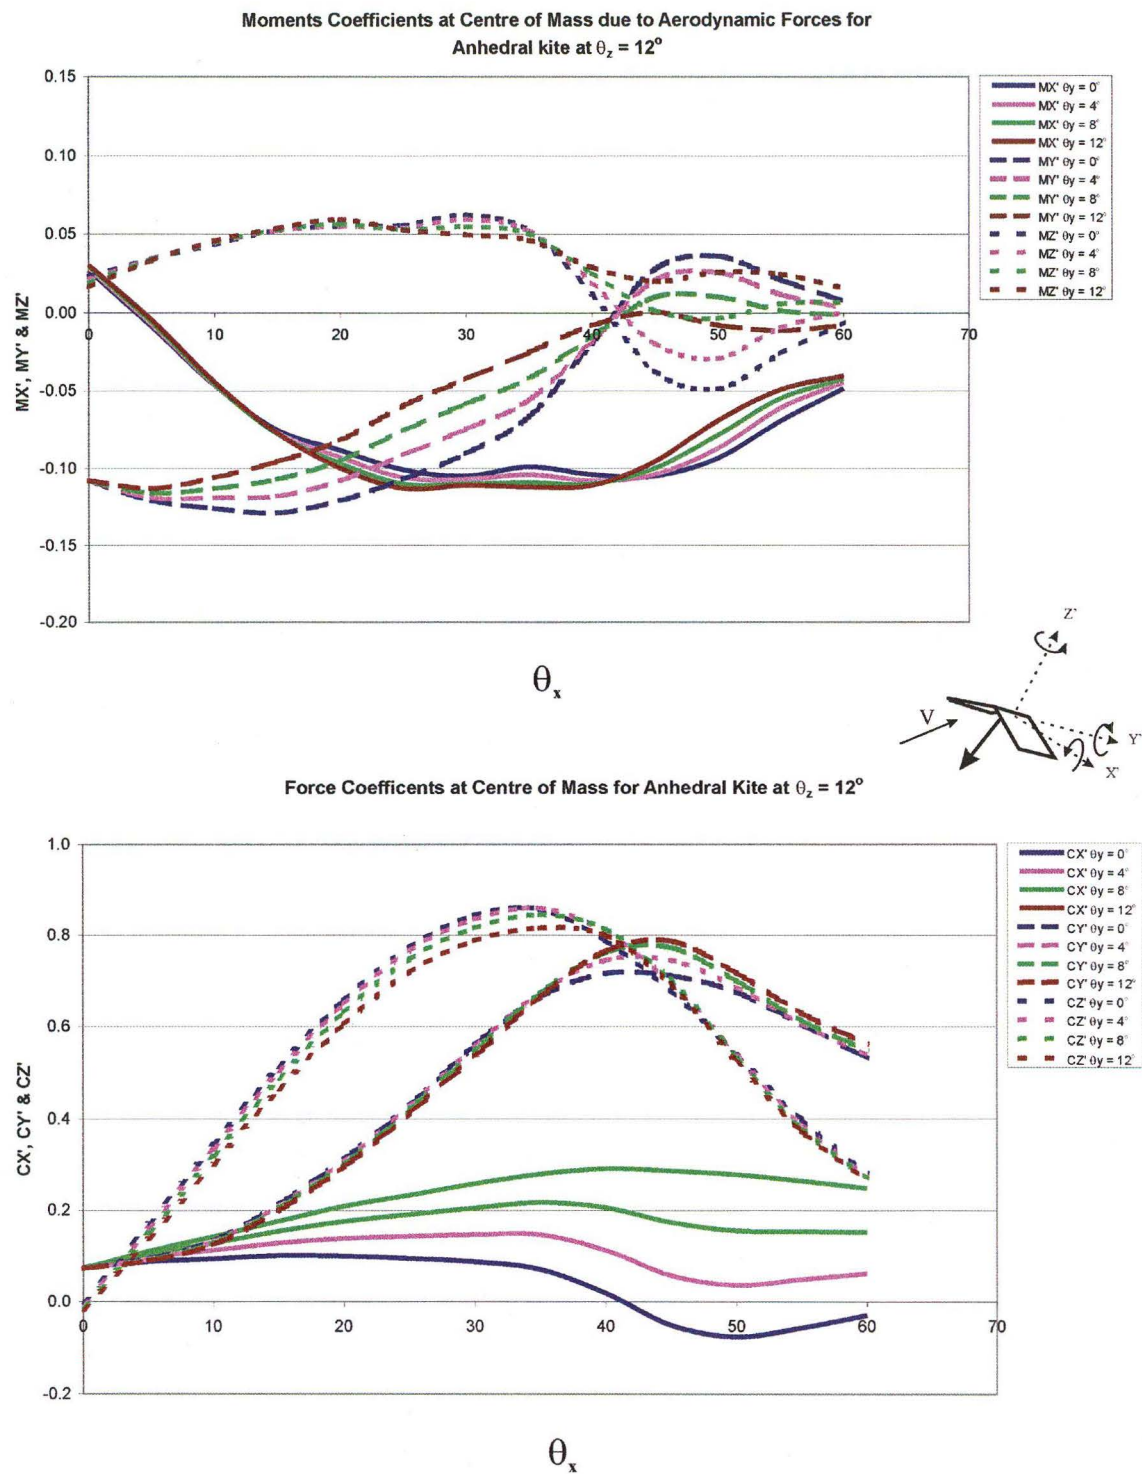 Moments Coefficients at Centre of Mass due to Aerodynamic Forces for
Anhedral kite at θz = 12°
0.15
0.10
0.05
0.00
-0.05
-0.10
-0.15
-0.20
MX', MY' & MZ'
0 10 20 30 40 50 60 70
θx
MX' θy = 0°
MX' θy = 4°
MX' θy = 8°
MX' θy = 12°
MY' θy = 0°
MY' θy = 4°
MY' θy = 8°
MY' θy = 12°
MZ' θy = 0°
MZ' θy = 4°
MZ' θy = 8°
MZ' θy = 12°
Z'
V
Y'
X'
Force Coefficents at Centre of Mass for Anhedral Kite at θz = 12°
1.0
0.8
0.6
0.4
0.2
0.0
-0.2
CX', CY' & CZ'
0 10 20 30 40 50 60 70
θx
CX' θy = 0°
CX' θy = 4°
CX' θy = 8°
CX' θy = 12°
CY' θy = 0°
CY' θy = 4°
CY' θy = 8°
CY' θy = 12°
CZ' θy = 0°
CZ' θy = 4°
CZ' θy = 8°
CZ' θy = 12°